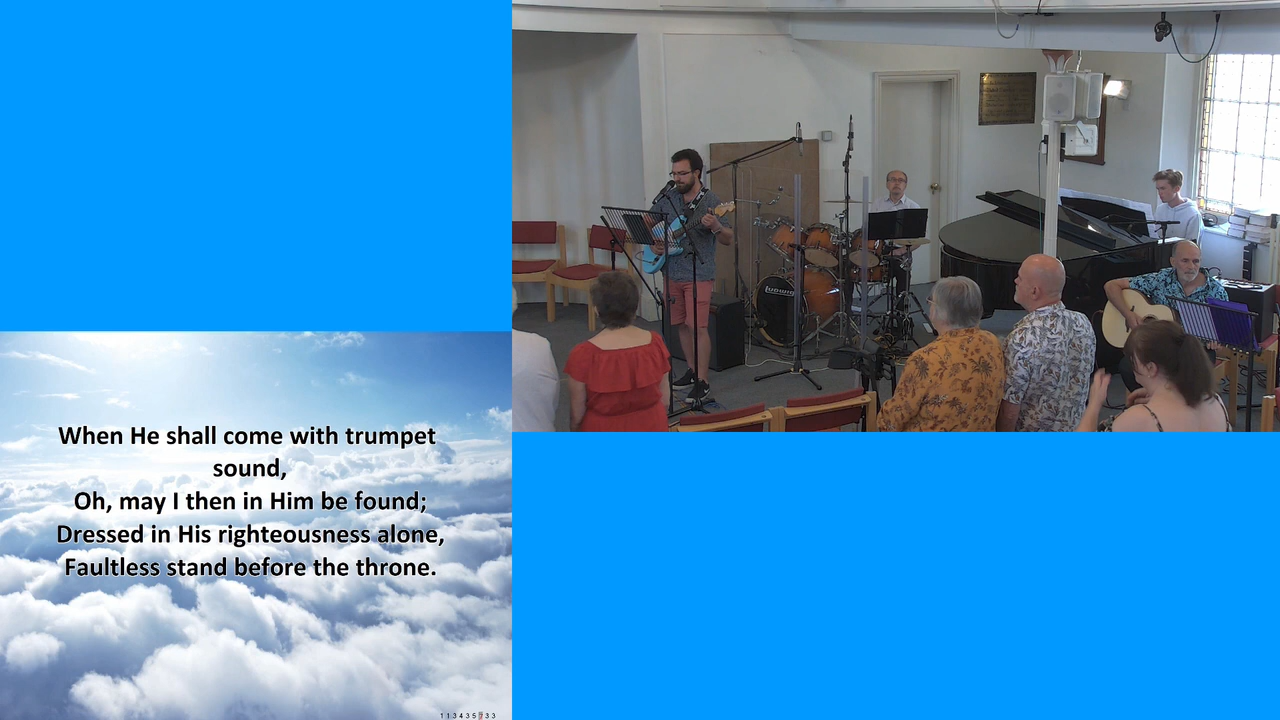 When He shall come with trumpet
sound,
Oh, may I then in Him be found;
Dressed in His righteousness alone,
Faultless stand before the throne.
Ludwig